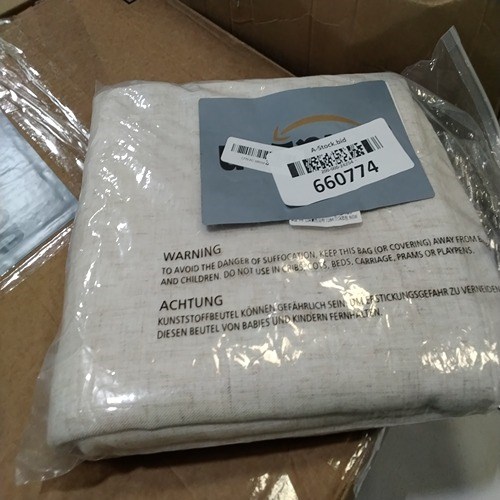 A-Stock.bid
660774
WARNING
TO AVOID THE DANGER OF SUFFOCATION, KEEP THIS BAG (OR COVERING) AWAY FROM
AND CHILDREN. DO NOT USE IN CRIBS, COTS, BEDS, CARRIAGE, PRAMS OR PLAYPENS.
ACHTUNG
KUNSTSTOFFBEUTEL KÖNNEN GEFÄHRLICH SEIN. UM ERSTICKUNGSGEFAHR ZU VERMEIDEN
DIESEN BEUTEL VON BABIES UND KINDERN FERNHALTEN.